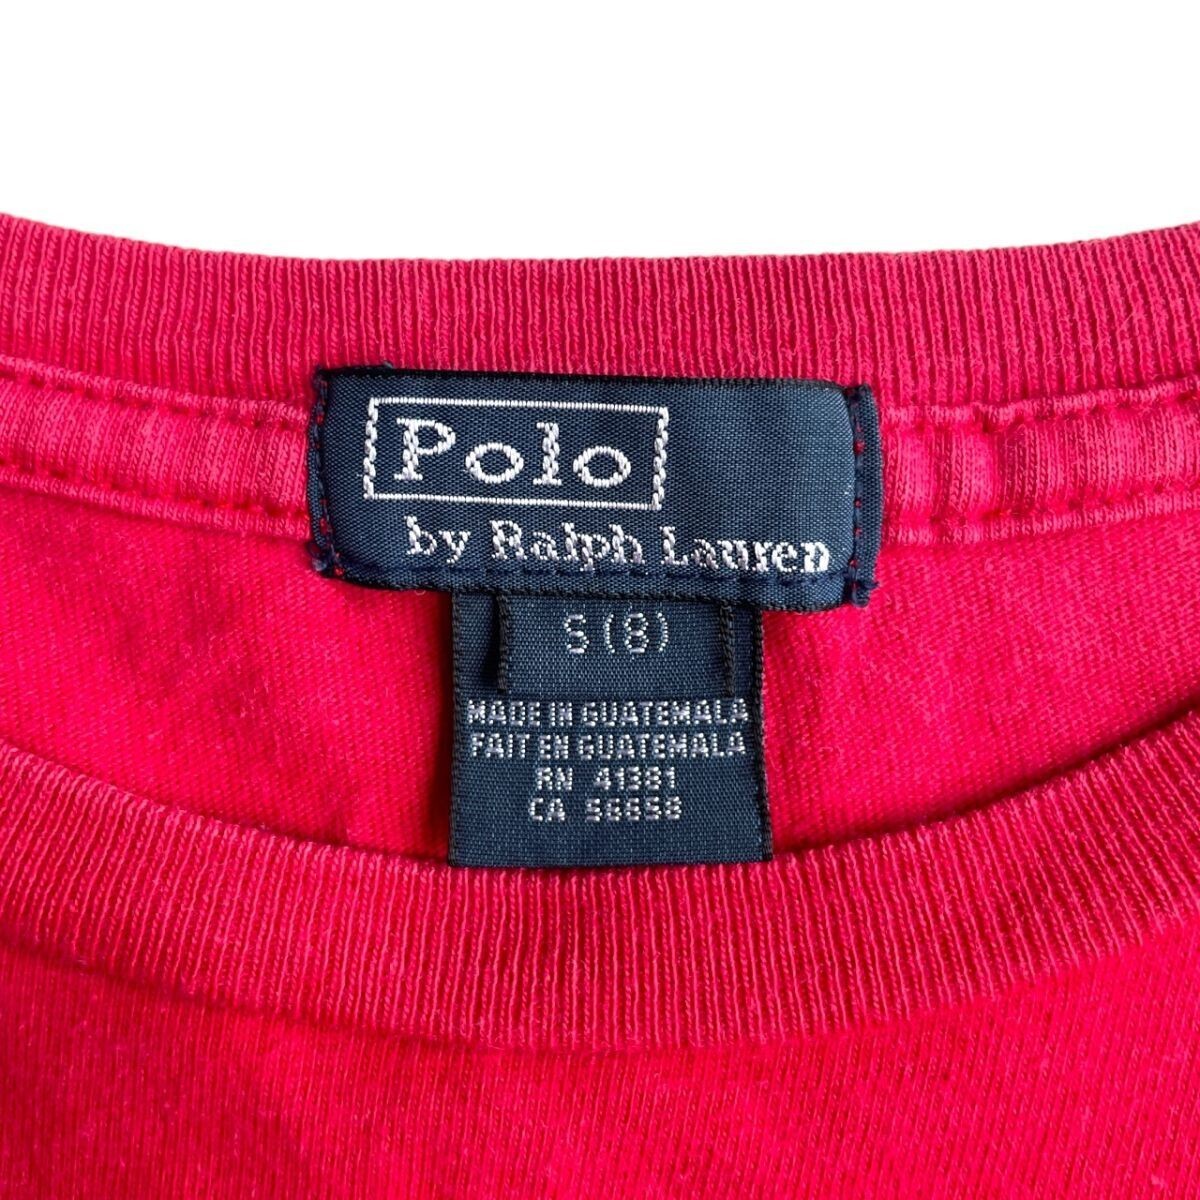 Polo
by Ralph Lauren
S(8)
MADE IN GUATEMALA
FAIT EN GUATEMALA
RN 41381
CA 56658